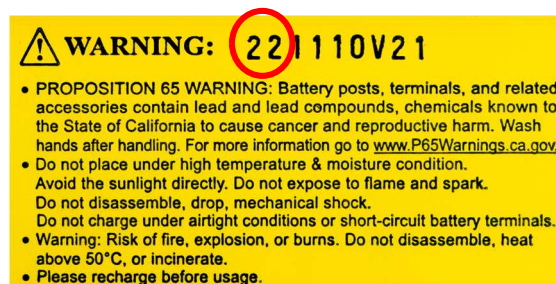 WARNING: 221110V21
• PROPOSITION 65 WARNING: Battery posts, terminals, and related
accessories contain lead and lead compounds, chemicals known to
the State of California to cause cancer and reproductive harm. Wash
hands after handling. For more information go to www.P65Warnings.ca.gov
• Do not place under high temperature & moisture condition.
Avoid the sunlight directly. Do not expose to flame and spark.
Do not disassemble, drop, mechanical shock.
Do not charge under airtight conditions or short-circuit battery terminals.
• Warning: Risk of fire, explosion, or burns. Do not disassemble, heat
above 50°C, or incinerate.
• Please recharge before usage.